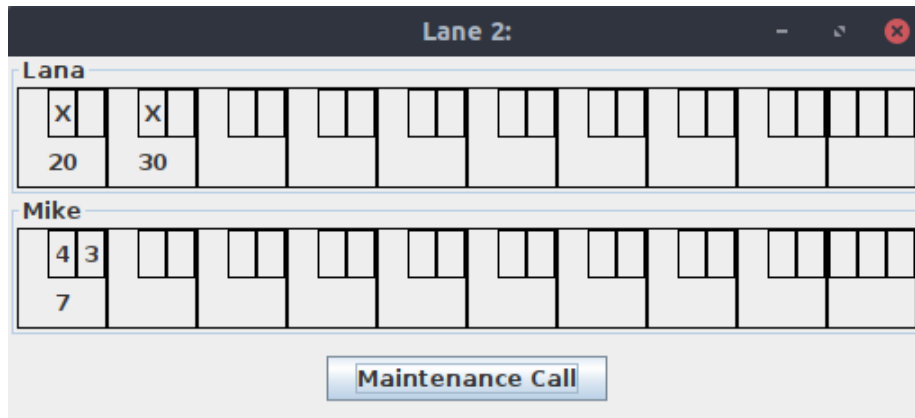 Lane 2:
Lana
X X
20 30
Mike
4 3
7
Maintenance Call